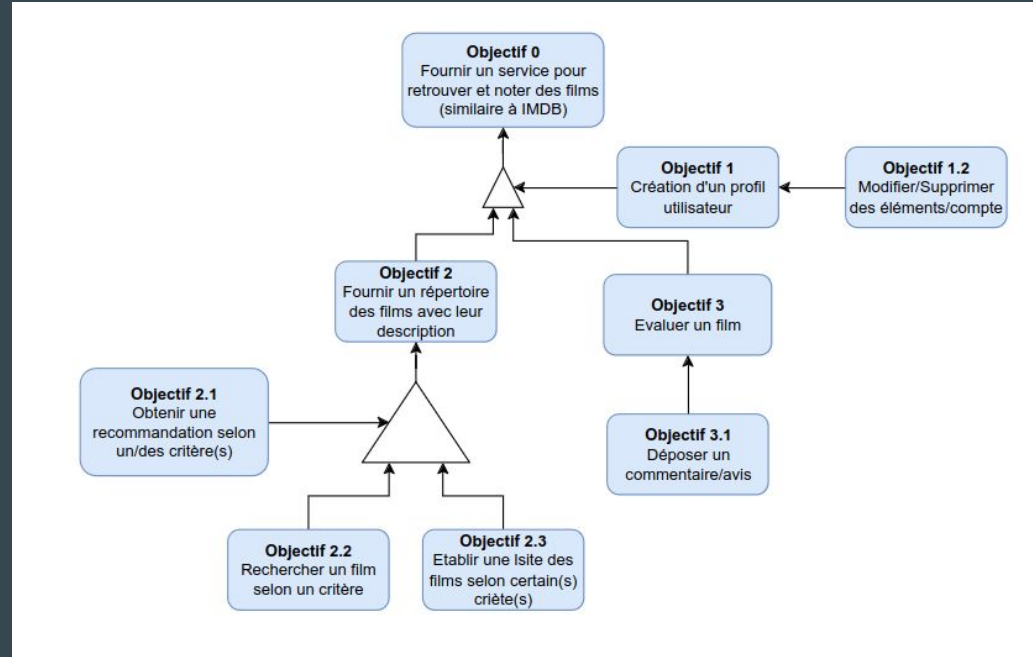 Objectif 0
Fournir un service pour
retrouver et noter des films
(similaire à IMDB)
Objectif 1
Création d'un profil
utilisateur
Objectif 1.2
Modifier/Supprimer
des éléments/compte
Objectif 2
Fournir un répertoire
des films avec leur
description
Objectif 3
Evaluer un film
Objectif 2.1
Obtenir une
recommandation selon
un/des critère(s)
Objectif 3.1
Déposer un
commentaire/avis
Objectif 2.2
Rechercher un film
selon un critère
Objectif 2.3
Etablir une lsite des
films selon certain(s)
criète(s)